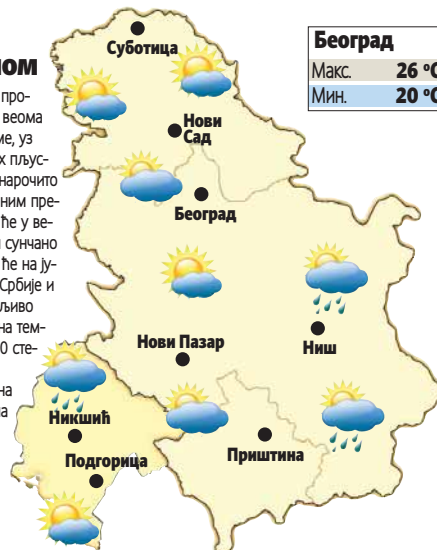 ном
про-
веома
ме, уз
х пљус-
нарочито
ним пре-
ће у ве-
и сунчано
ће на ју-
Србије и
љиво
на тем-
0 сте-
на
на
Суботица
Нови
Сад
Београд
Нови Пазар
Ниш
Никшић
Приштина
Подгорица
Београд
Макс. 26 °C
Мин. 20 °C